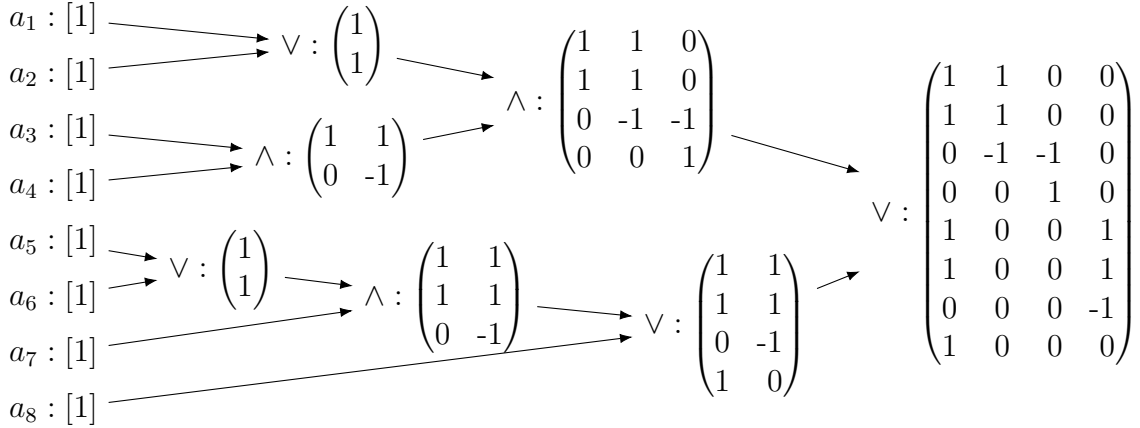 a₁ : [1]
a₂ : [1]
a₃ : [1]
a₄ : [1]
a₅ : [1]
a₆ : [1]
a₇ : [1]
a₈ : [1]
∨ :
1
1
∧ :
1 1
0 -1
∨ :
1
1
∧ :
1 1
1 1
0 -1
∧ :
1 1 0
1 1 0
0 -1 -1
0 0 1
∨ :
1 1
1 1
0 -1
1 0
∨ :
1 1 0 0
1 1 0 0
0 -1 -1 0
0 0 1 0
1 0 0 1
1 0 0 1
0 0 0 -1
1 0 0 0